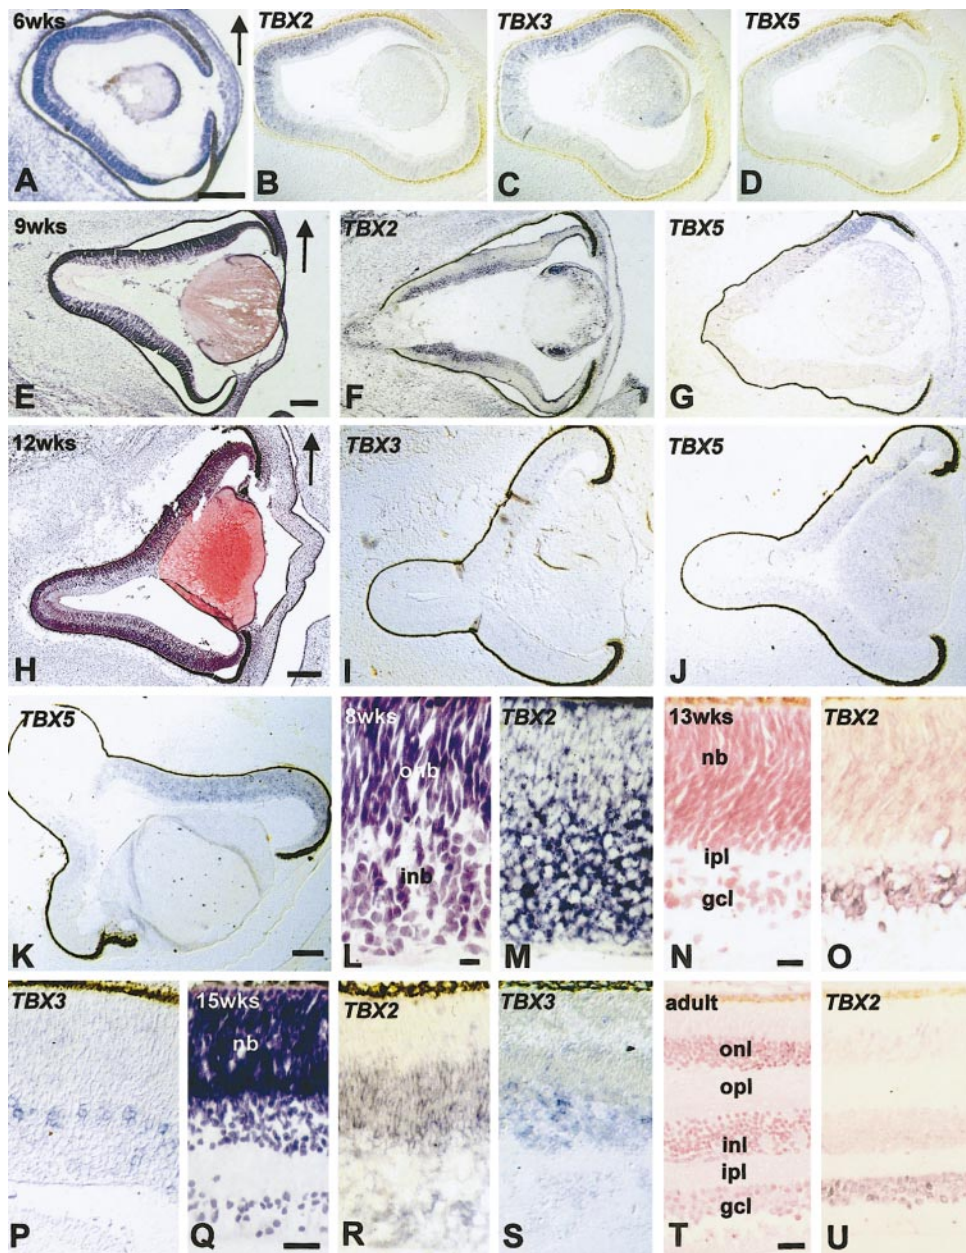 6wks
TBX2
TBX3
TBX5
A
B
C
D
9wks
TBX2
TBX5
E
F
G
12wks
TBX3
TBX5
H
I
J
TBX5
8wks
TBX2
13wks
TBX2
onb
nb
inb
ipl
gcl
K
L
M
N
O
TBX3
15wks
TBX2
TBX3
adult
TBX2
nb
onl
opl
inl
ipl
gcl
P
Q
R
S
T
U